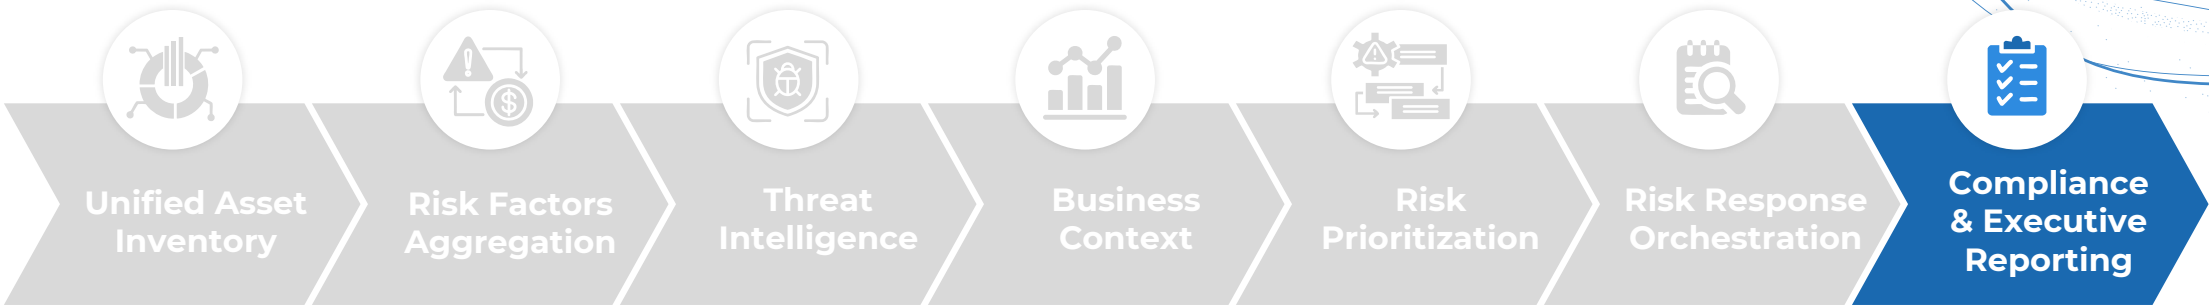 Unified Asset
Inventory
Risk Factors
Aggregation
Threat
Intelligence
Business
Context
Risk
Prioritization
Risk Response
Orchestration
Compliance
& Executive
Reporting